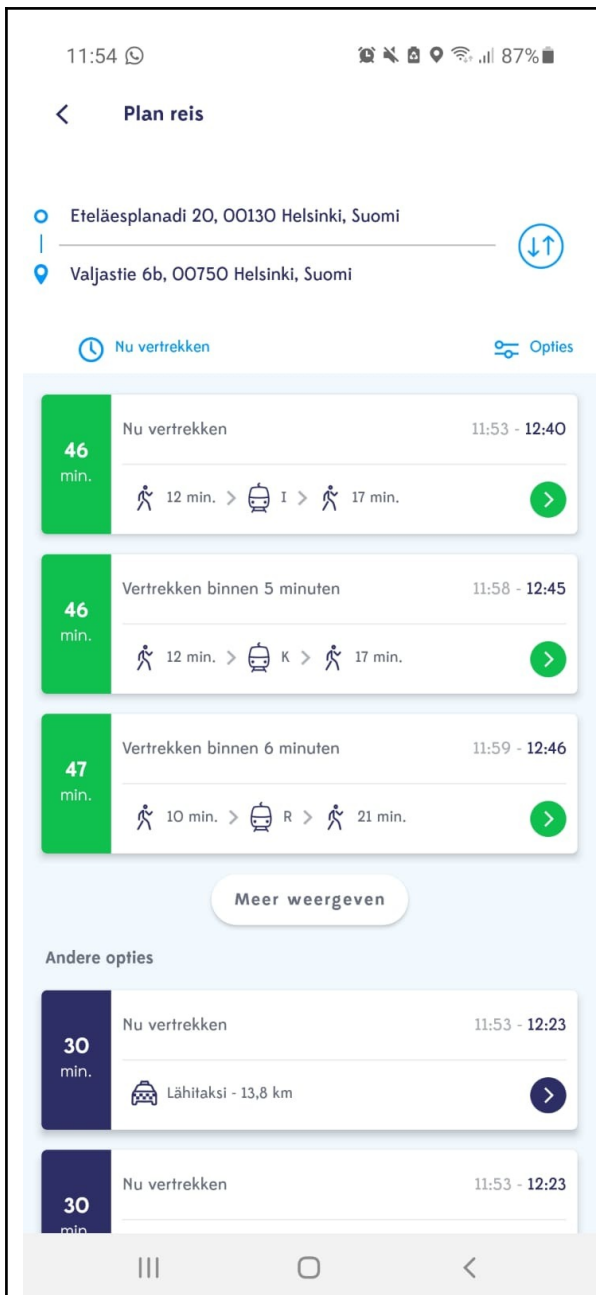 11:54 87%
Plan reis
Eteläesplanadi 20, 00130 Helsinki, Suomi
Valjastie 6b, 00750 Helsinki, Suomi
Nu vertrekken Opties
46 min. Nu vertrekken 11:53 - 12:40
12 min. > I > 17 min.
46 min. Vertrekken binnen 5 minuten 11:58 - 12:45
12 min. > K > 17 min.
47 min. Vertrekken binnen 6 minuten 11:59 - 12:46
10 min. > R > 21 min.
Meer weergeven
Andere opties
30 min. Nu vertrekken 11:53 - 12:23
Lähitaksi - 13,8 km
30 min. Nu vertrekken 11:53 - 12:23